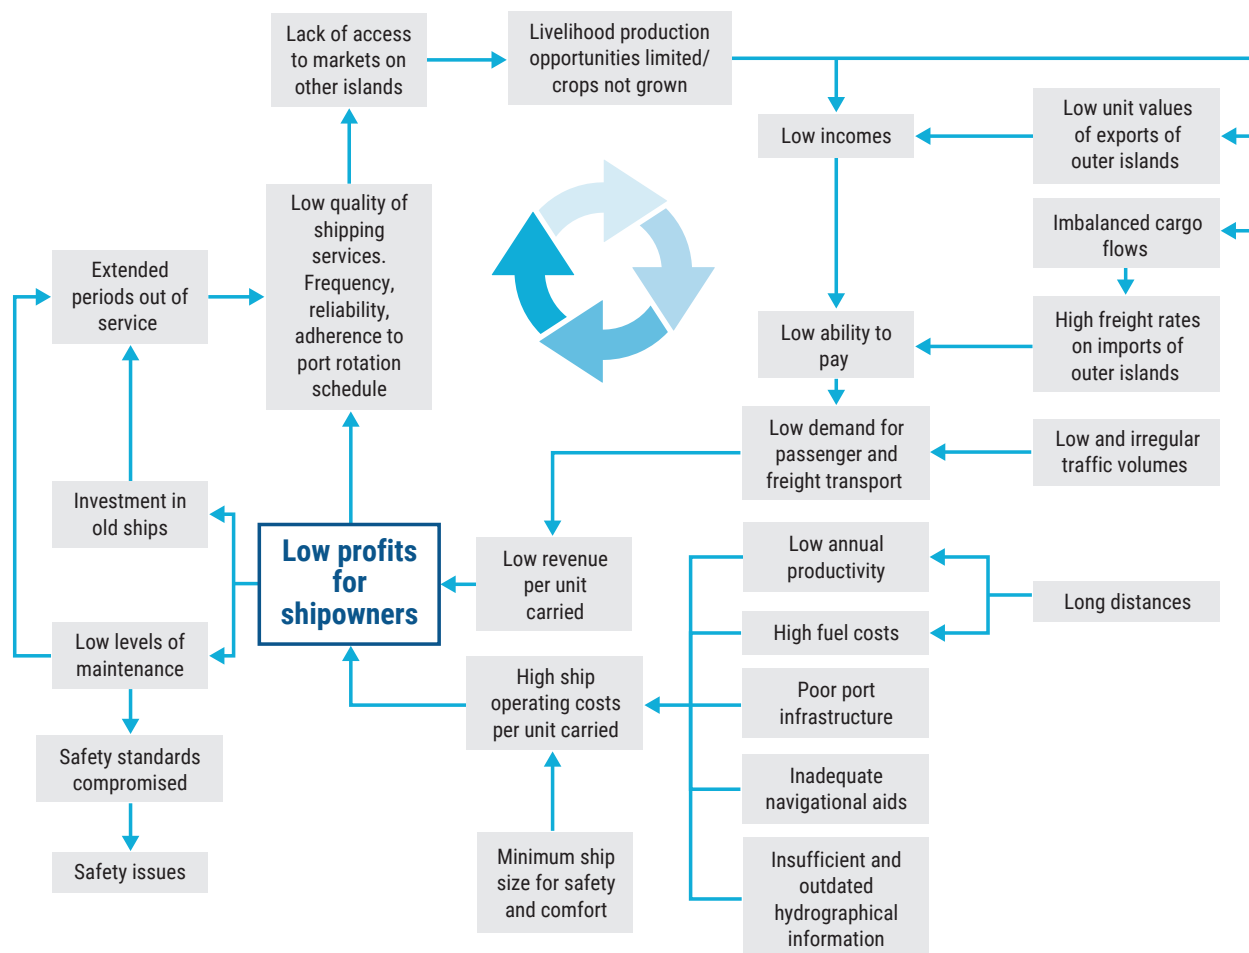 Lack of access
to markets on
other islands
Livelihood production
opportunities limited/
crops not grown
Low incomes
Low unit values
of exports of
outer islands
Low quality of
shipping
services.
Frequency,
reliability,
adherence to
port rotation
schedule
Imbalanced cargo
flows
Extended
periods out of
service
Low ability to
pay
High freight rates
on imports of
outer islands
Low demand for
passenger and
freight transport
Low and irregular
traffic volumes
Investment in
old ships
Low profits
for
shipowners
Low revenue
per unit
carried
Low annual
productivity
Long distances
High fuel costs
Low levels of
maintenance
High ship
operating costs
per unit carried
Poor port
infrastructure
Safety standards
compromised
Inadequate
navigational aids
Safety issues
Minimum ship
size for safety
and comfort
Insufficient and
outdated
hydrographical
information